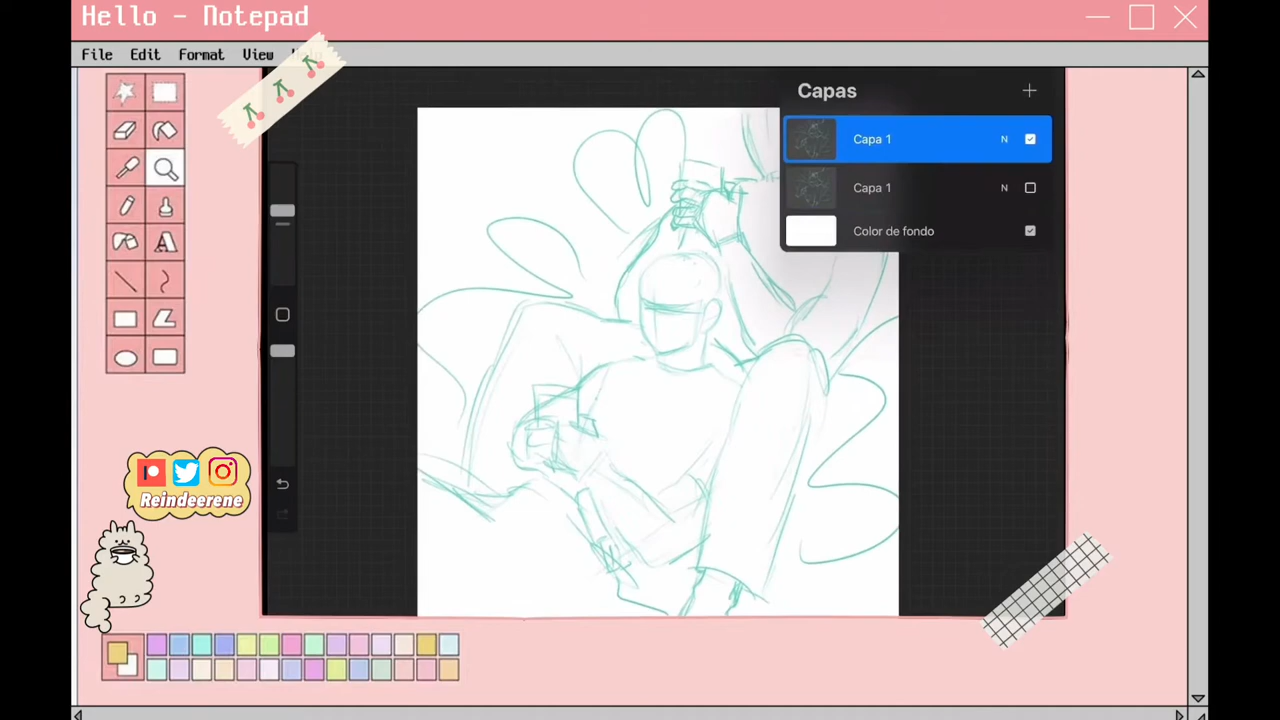 Hello - Notepad
File Edit Format View
Capas
Capa 1 N
Capa 1 N
Color de fondo
A
Reindeerene